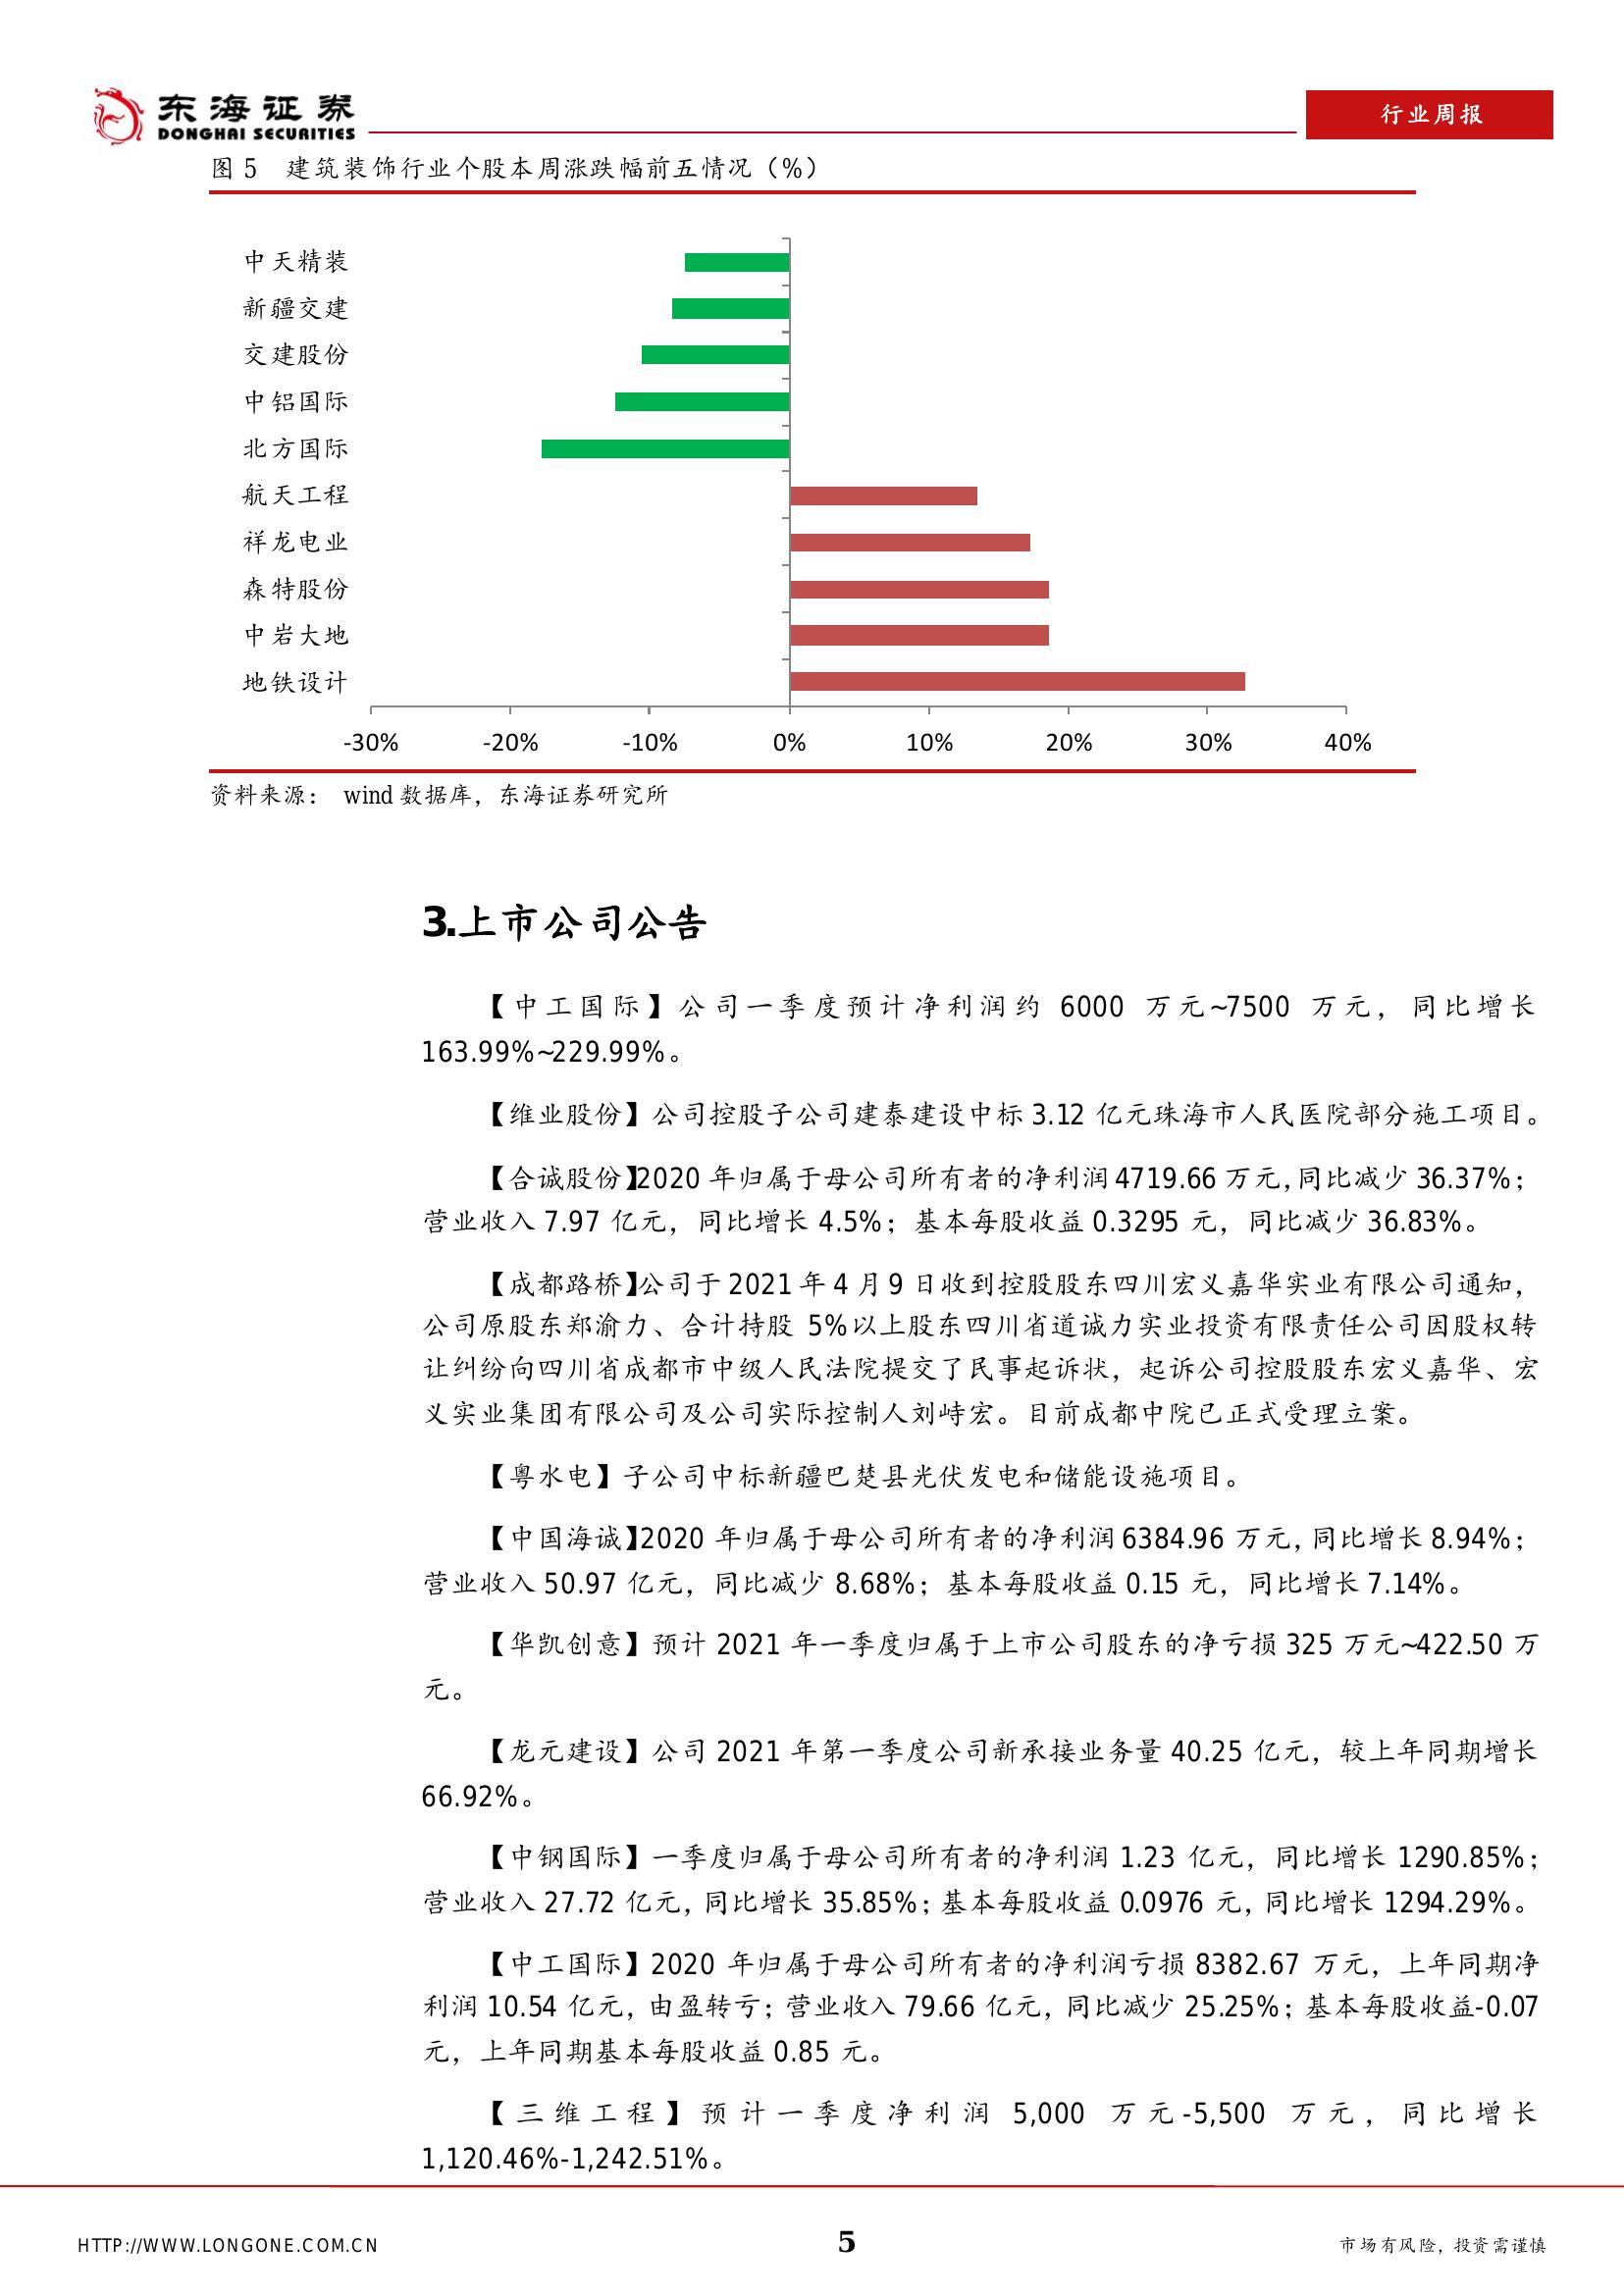 东海证券
DONGHAI SECURITIES
行业周报
图 5 建筑装饰行业个股本周涨跌幅前五情况（%）
中天精装
新疆交建
交建股份
中铝国际
北方国际
航天工程
祥龙电业
森特股份
中岩大地
地铁设计
-30% -20% -10% 0% 10% 20% 30% 40%
资料来源： wind 数据库，东海证券研究所
3.上市公司公告
【中工国际】公司一季度预计净利润约 6000 万元~7500 万元，同比增长
163.99%~229.99%。
【维业股份】公司控股子公司建泰建设中标 3.12 亿元珠海市人民医院部分施工项目。
【合诚股份】2020 年归属于母公司所有者的净利润 4719.66 万元，同比减少 36.37%；
营业收入 7.97 亿元，同比增长 4.5%；基本每股收益 0.3295 元，同比减少 36.83%。
【成都路桥】公司于 2021 年 4 月 9 日收到控股股东四川宏义嘉华实业有限公司通知，
公司原股东郑渝力、合计持股 5%以上股东四川省道诚力实业投资有限责任公司因股权转
让纠纷向四川省成都市中级人民法院提交了民事起诉状，起诉公司控股股东宏义嘉华、宏
义实业集团有限公司及公司实际控制人刘峙宏。目前成都中院已正式受理立案。
【粤水电】子公司中标新疆巴楚县光伏发电和储能设施项目。
【中国海诚】2020 年归属于母公司所有者的净利润 6384.96 万元，同比增长 8.94%；
营业收入 50.97 亿元，同比减少 8.68%；基本每股收益 0.15 元，同比增长 7.14%。
【华凯创意】预计 2021 年一季度归属于上市公司股东的净亏损 325 万元~422.50 万
元。
【龙元建设】公司 2021 年第一季度公司新承接业务量 40.25 亿元，较上年同期增长
66.92%。
【中钢国际】一季度归属于母公司所有者的净利润 1.23 亿元，同比增长 1290.85%；
营业收入 27.72 亿元，同比增长 35.85%；基本每股收益 0.0976 元，同比增长 1294.29%。
【中工国际】2020 年归属于母公司所有者的净利润亏损 8382.67 万元，上年同期净
利润 10.54 亿元，由盈转亏；营业收入 79.66 亿元，同比减少 25.25%；基本每股收益-0.07
元，上年同期基本每股收益 0.85 元。
【三维工程】预计一季度净利润 5,000 万元-5,500 万元，同比增长
1,120.46%-1,242.51%。
HTTP://WWW.LONGONE.COM.CN
5
市场有风险，投资需谨慎